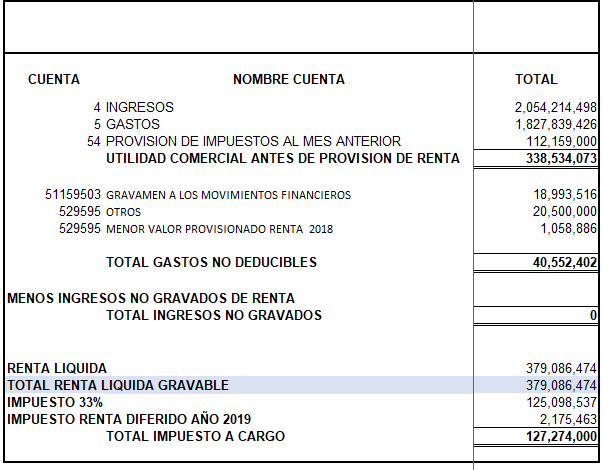 CUENTA NOMBRE CUENTA TOTAL
4 INGRESOS 2,054,214,498
5 GASTOS 1,827,839,426
54 PROVISION DE IMPUESTOS AL MES ANTERIOR 112,159,000
UTILIDAD COMERCIAL ANTES DE PROVISION DE RENTA 338,534,073
51159503 GRAVAMEN A LOS MOVIMIENTOS FINANCIEROS 18,993,516
529595 OTROS 20,500,000
529595 MENOR VALOR PROVISIONADO RENTA 2018 1,058,886
TOTAL GASTOS NO DEDUCIBLES 40,552,402
MENOS INGRESOS NO GRAVADOS DE RENTA
TOTAL INGRESOS NO GRAVADOS 0
RENTA LIQUIDA 379,086,474
TOTAL RENTA LIQUIDA GRAVABLE 379,086,474
IMPUESTO 33% 125,098,537
IMPUESTO RENTA DIFERIDO AÑO 2019 2,175,463
TOTAL IMPUESTO A CARGO 127,274,000